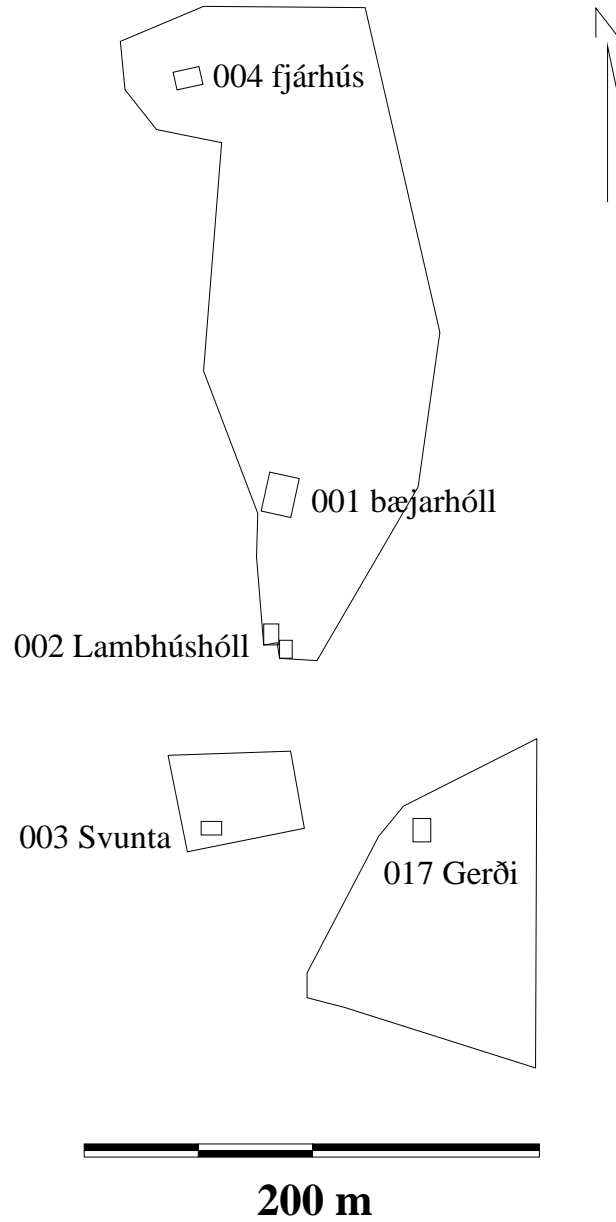 004 fjárhús
001 bæjarhóll
002 Lambhúshóll
003 Svunta
017 Gerði
200 m